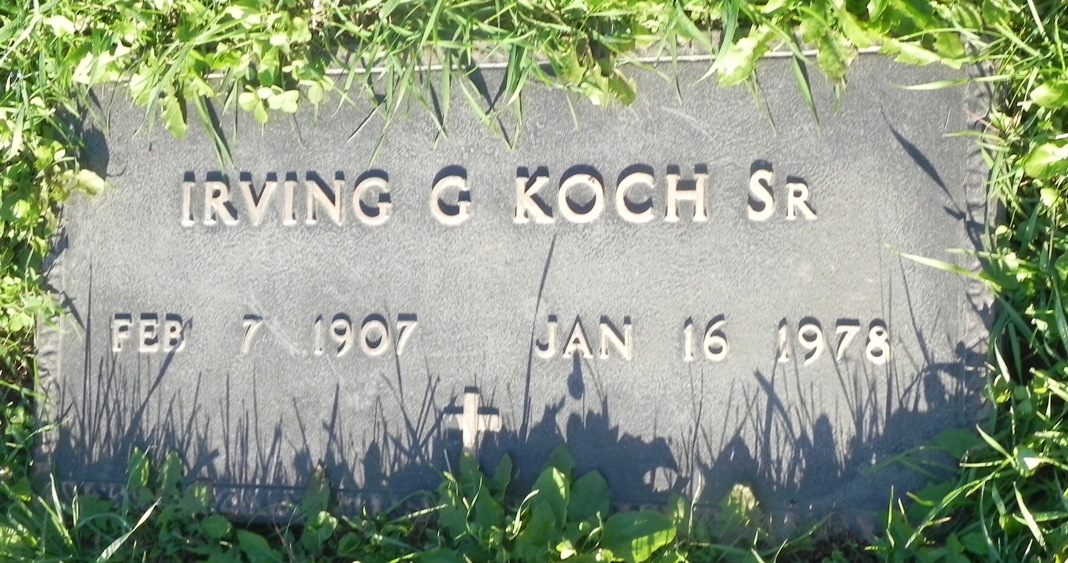 IRVING G KOCH SR
FEB 7 1907 JAN 16 1978